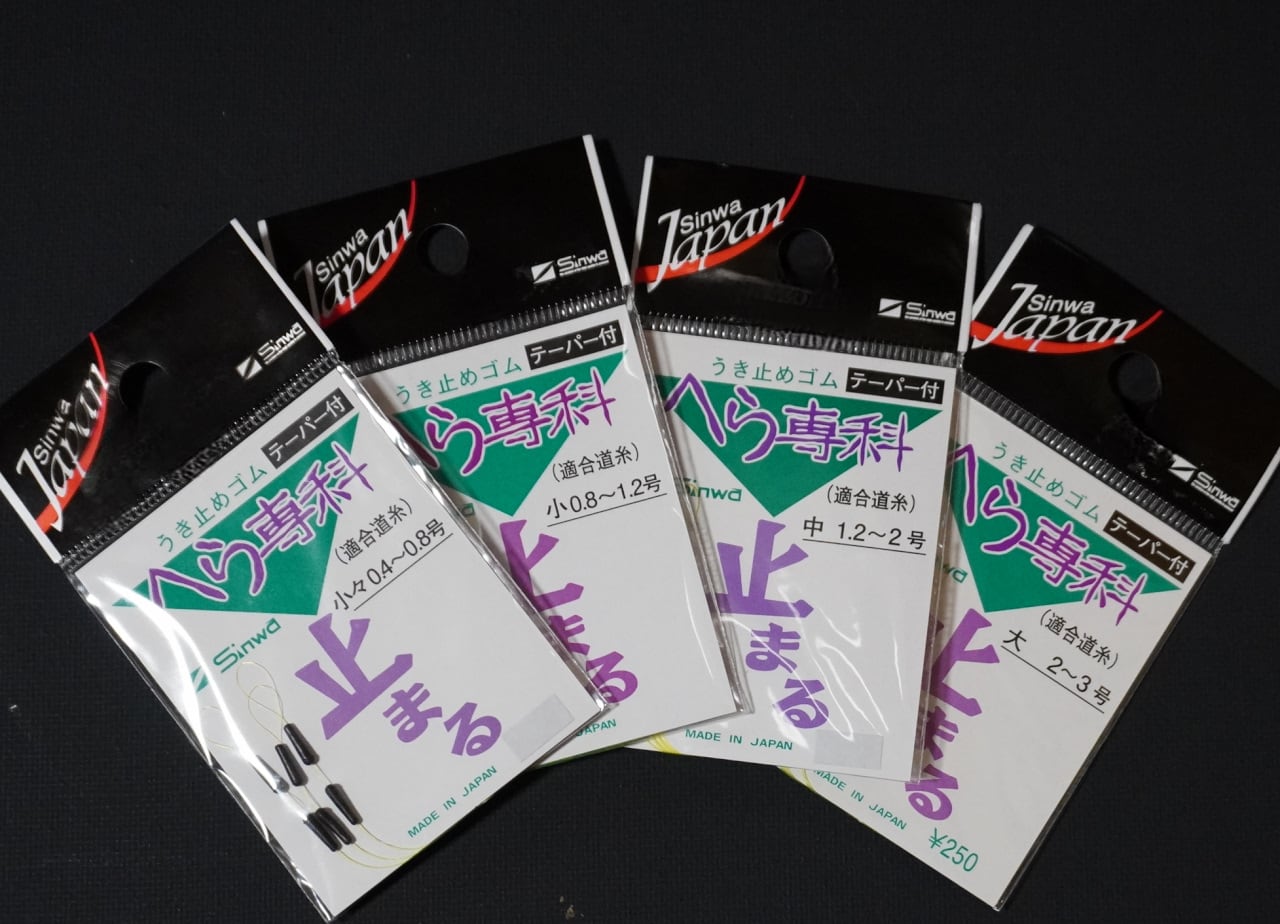 Sinwa
Japan
Sinwa
うき止めゴム テーパー付
へら専科
(適合道糸)
小々 0.4〜0.8号
Sinwa
止まる
MADE IN JAPAN
Sinwa
Japan
Sinwa
うき止めゴム テーパー付
へら専科
(適合道糸)
小 0.8〜1.2号
止まる
JAPAN
Sinwa
Japan
Sinwa
うき止めゴム テーパー付
へら専科
(適合道糸)
中 1.2〜2号
Sinwa
止まる
MADE IN JAPAN
Sinwa
Japan
Sinwa
うき止めゴム テーパー付
へら専科
(適合道糸)
大 2〜3号
止まる
MADE IN JAPAN
¥250